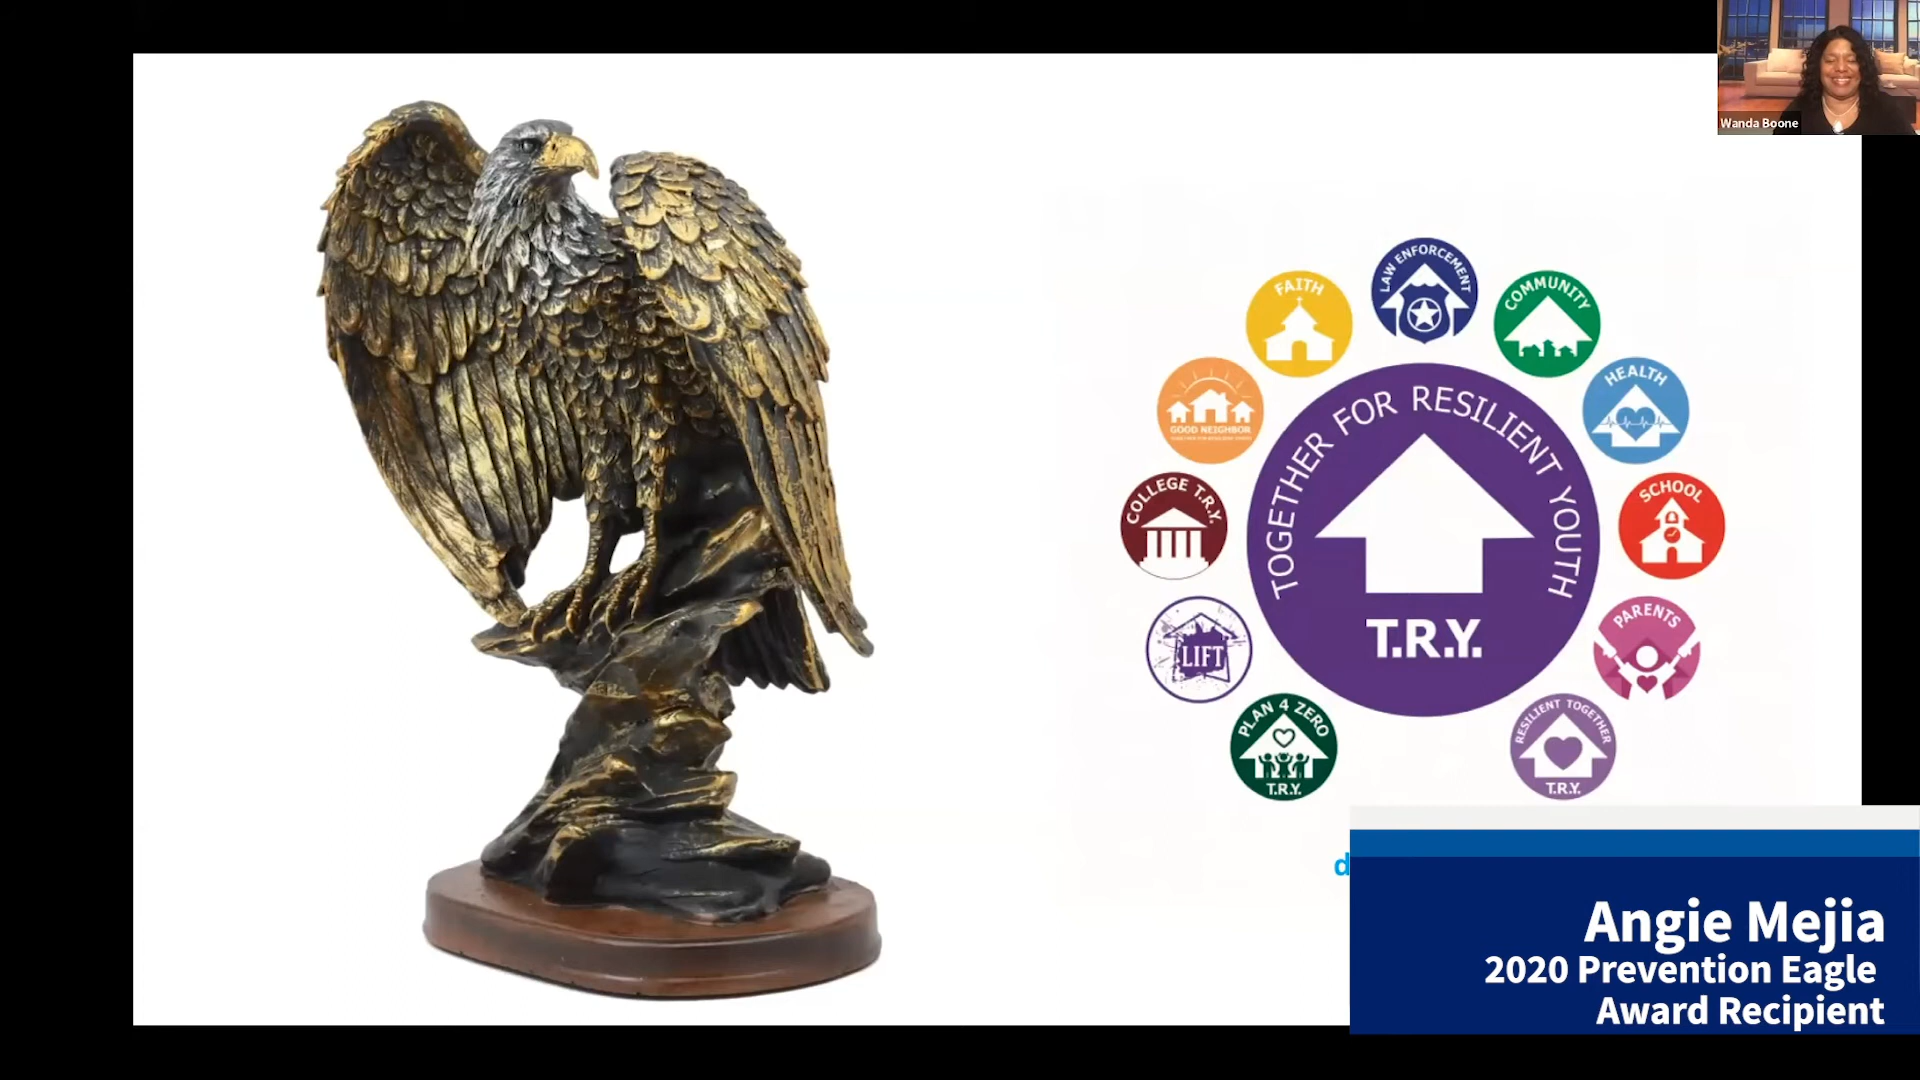 Wanda Boone
LAW ENFORCEMENT
FAITH
COMMUNITY
GOOD NEIGHBOR
HEALTH
COLLEGE T.R.Y.
TOGETHER FOR RESILIENT YOUTH
T.R.Y.
SCHOOL
LIFT
PARENTS
PLAN 4 ZERO
T.R.Y.
RESILIENT TOGETHER
T.R.Y.
d
Angie Mejia
2020 Prevention Eagle
Award Recipient